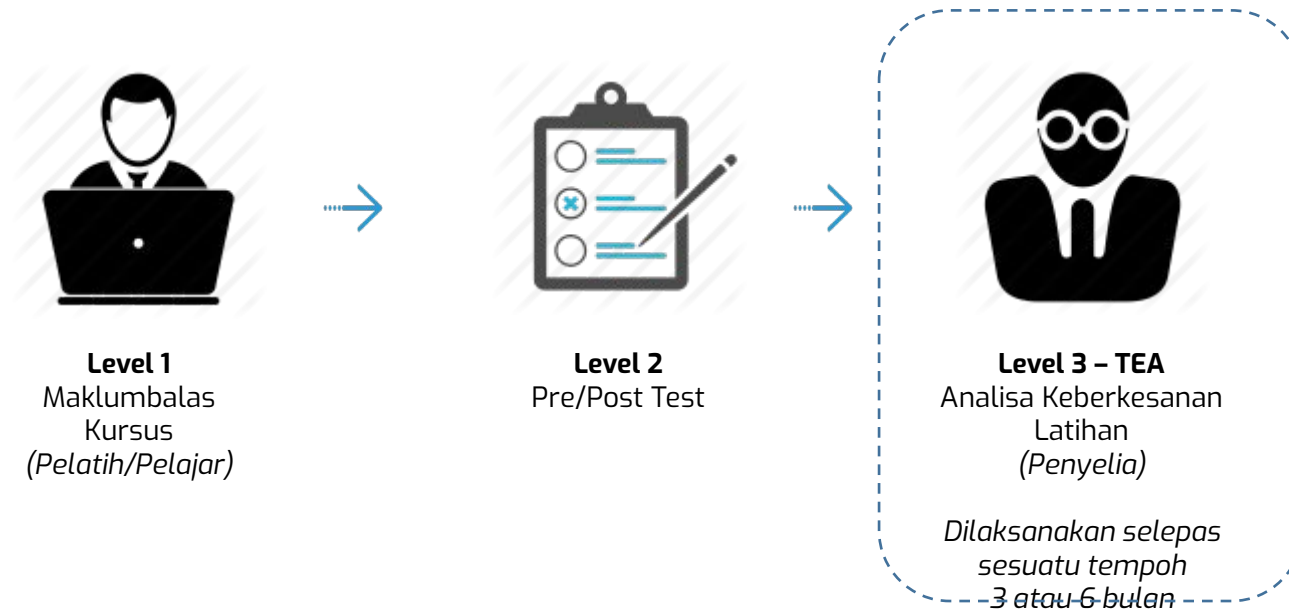 Level 1
Maklumbalas
Kursus
(Pelatih/Pelajar)
Level 2
Pre/Post Test
Level 3 – TEA
Analisa Keberkesanan
Latihan
(Penyelia)
Dilaksanakan selepas
sesuatu tempoh
3 atau 6 bulan